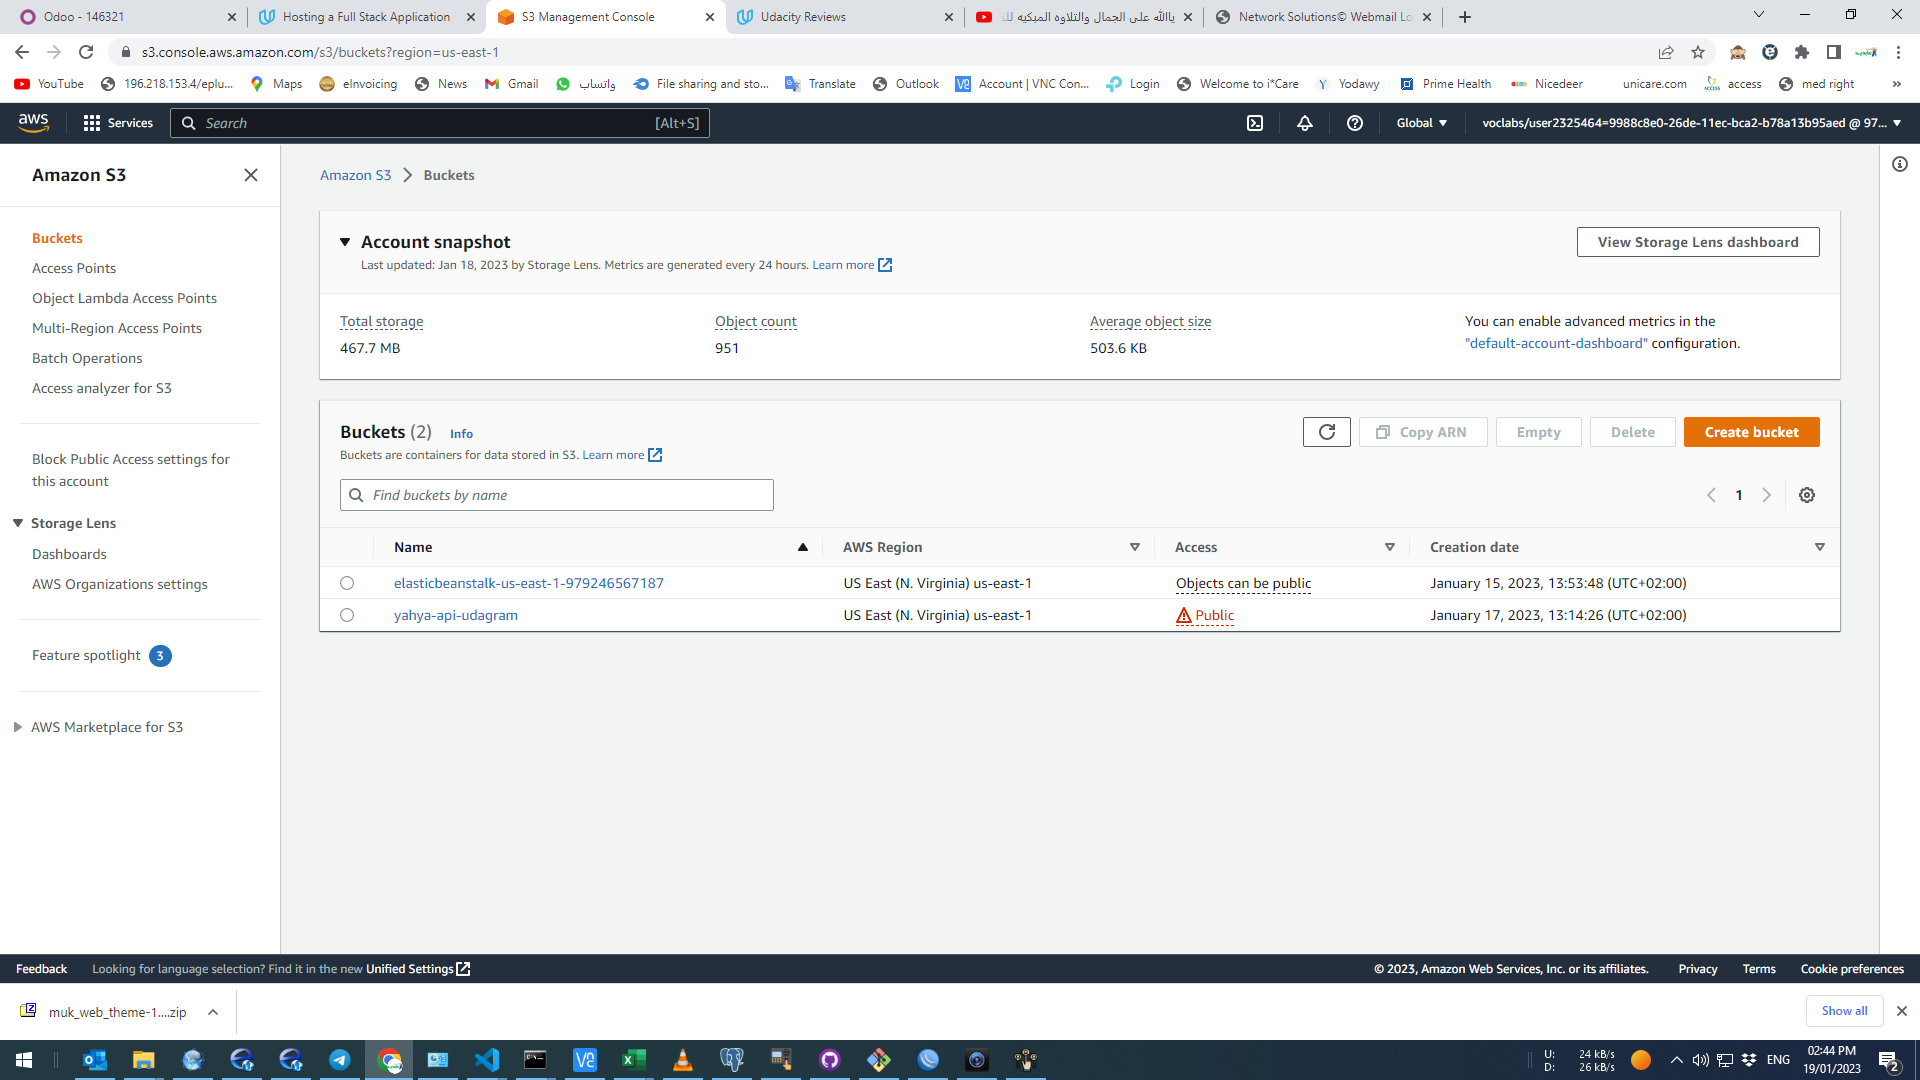 Odoo - 146321
Hosting a Full Stack Application
S3 Management Console
Udacity Reviews
ياالله على الجمال والتلاوه المبكيه للق
Network Solutions© Webmail Lo
s3.console.aws.amazon.com/s3/buckets?region=us-east-1
YouTube
196.218.153.4/eplu...
Maps
eInvoicing
News
Gmail
واتساب
File sharing and sto...
Translate
Outlook
Account | VNC Con...
Login
Welcome to i*Care
Yodawy
Prime Health
Nicedeer
unicare.com
access
med right
»
aws
Services
Search
[Alt+S]
Global
voclabs/user2325464=9988c8e0-26de-11ec-bca2-b78a13b95aed @ 97...
Amazon S3
Buckets
Access Points
Object Lambda Access Points
Multi-Region Access Points
Batch Operations
Access analyzer for S3
Block Public Access settings for
this account
Storage Lens
Dashboards
AWS Organizations settings
Feature spotlight 3
AWS Marketplace for S3
Amazon S3 > Buckets
Account snapshot
Last updated: Jan 18, 2023 by Storage Lens. Metrics are generated every 24 hours. Learn more
View Storage Lens dashboard
Total storage
467.7 MB
Object count
951
Average object size
503.6 KB
You can enable advanced metrics in the
"default-account-dashboard" configuration.
Buckets (2) Info
Buckets are containers for data stored in S3. Learn more
Copy ARN
Empty
Delete
Create bucket
Find buckets by name
1
Name AWS Region Access Creation date
elasticbeanstalk-us-east-1-979246567187 US East (N. Virginia) us-east-1 Objects can be public January 15, 2023, 13:53:48 (UTC+02:00)
yahya-api-udagram US East (N. Virginia) us-east-1 Public January 17, 2023, 13:14:26 (UTC+02:00)
Feedback
Looking for language selection? Find it in the new Unified Settings
© 2023, Amazon Web Services, Inc. or its affiliates.
Privacy
Terms
Cookie preferences
muk_web_theme-1....zip
Show all
U: 24 kB/s
D: 26 kB/s
ENG
02:44 PM
19/01/2023
2